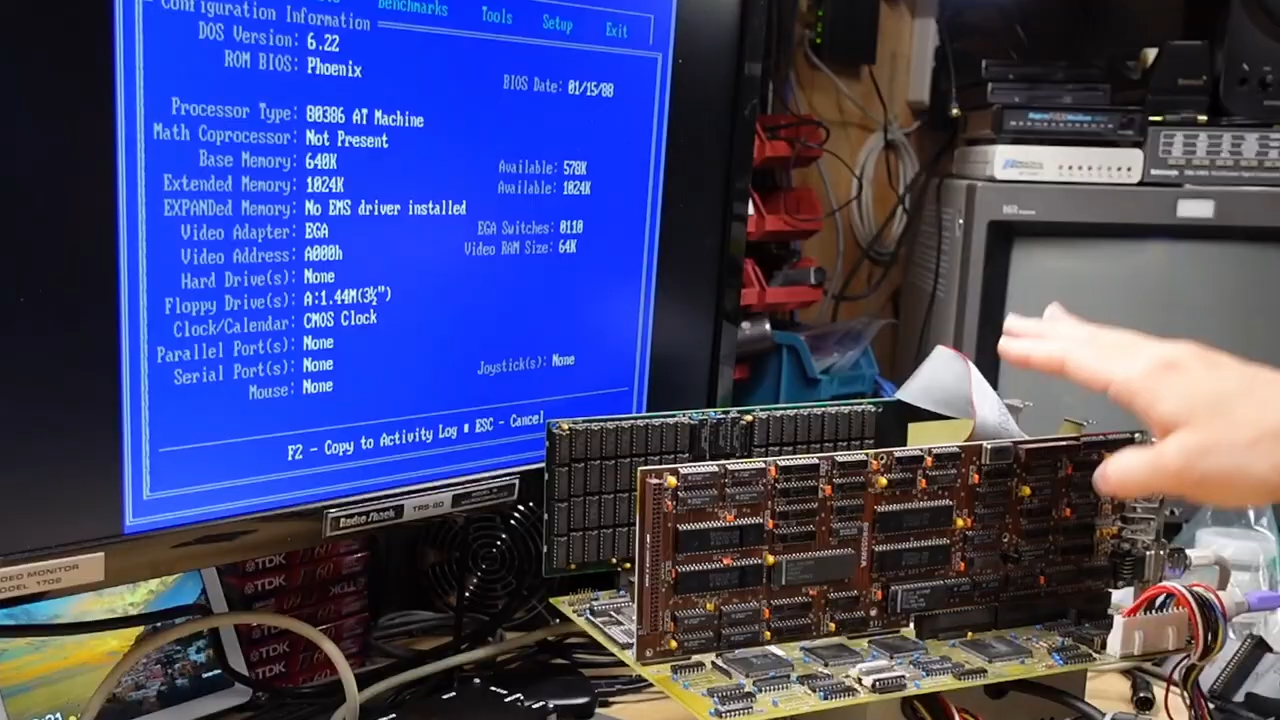 Benchmarks Tools Setup Exit
Configuration Information
DOS Version: 6.22
ROM BIOS: Phoenix BIOS Date: 01/15/88
Processor Type: 80386 AT Machine
Math Coprocessor: Not Present
Base Memory: 640K Available: 578K
Extended Memory: 1024K Available: 1024K
EXPANDed Memory: No EMS driver installed
Video Adapter: EGA EGA Switches: 0110
Video Address: A000h Video RAM Size: 64K
Hard Drive(s): None
Floppy Drive(s): A:1.44M(3½")
Clock/Calendar: CMOS Clock
Parallel Port(s): None
Serial Port(s): None Joystick(s): None
Mouse: None
F2 - Copy to Activity Log ESC - Cancel
Radio Shack TRS-80
DEO MONITOR
ODEL 1702
TDK
TDK
TDK
TDK